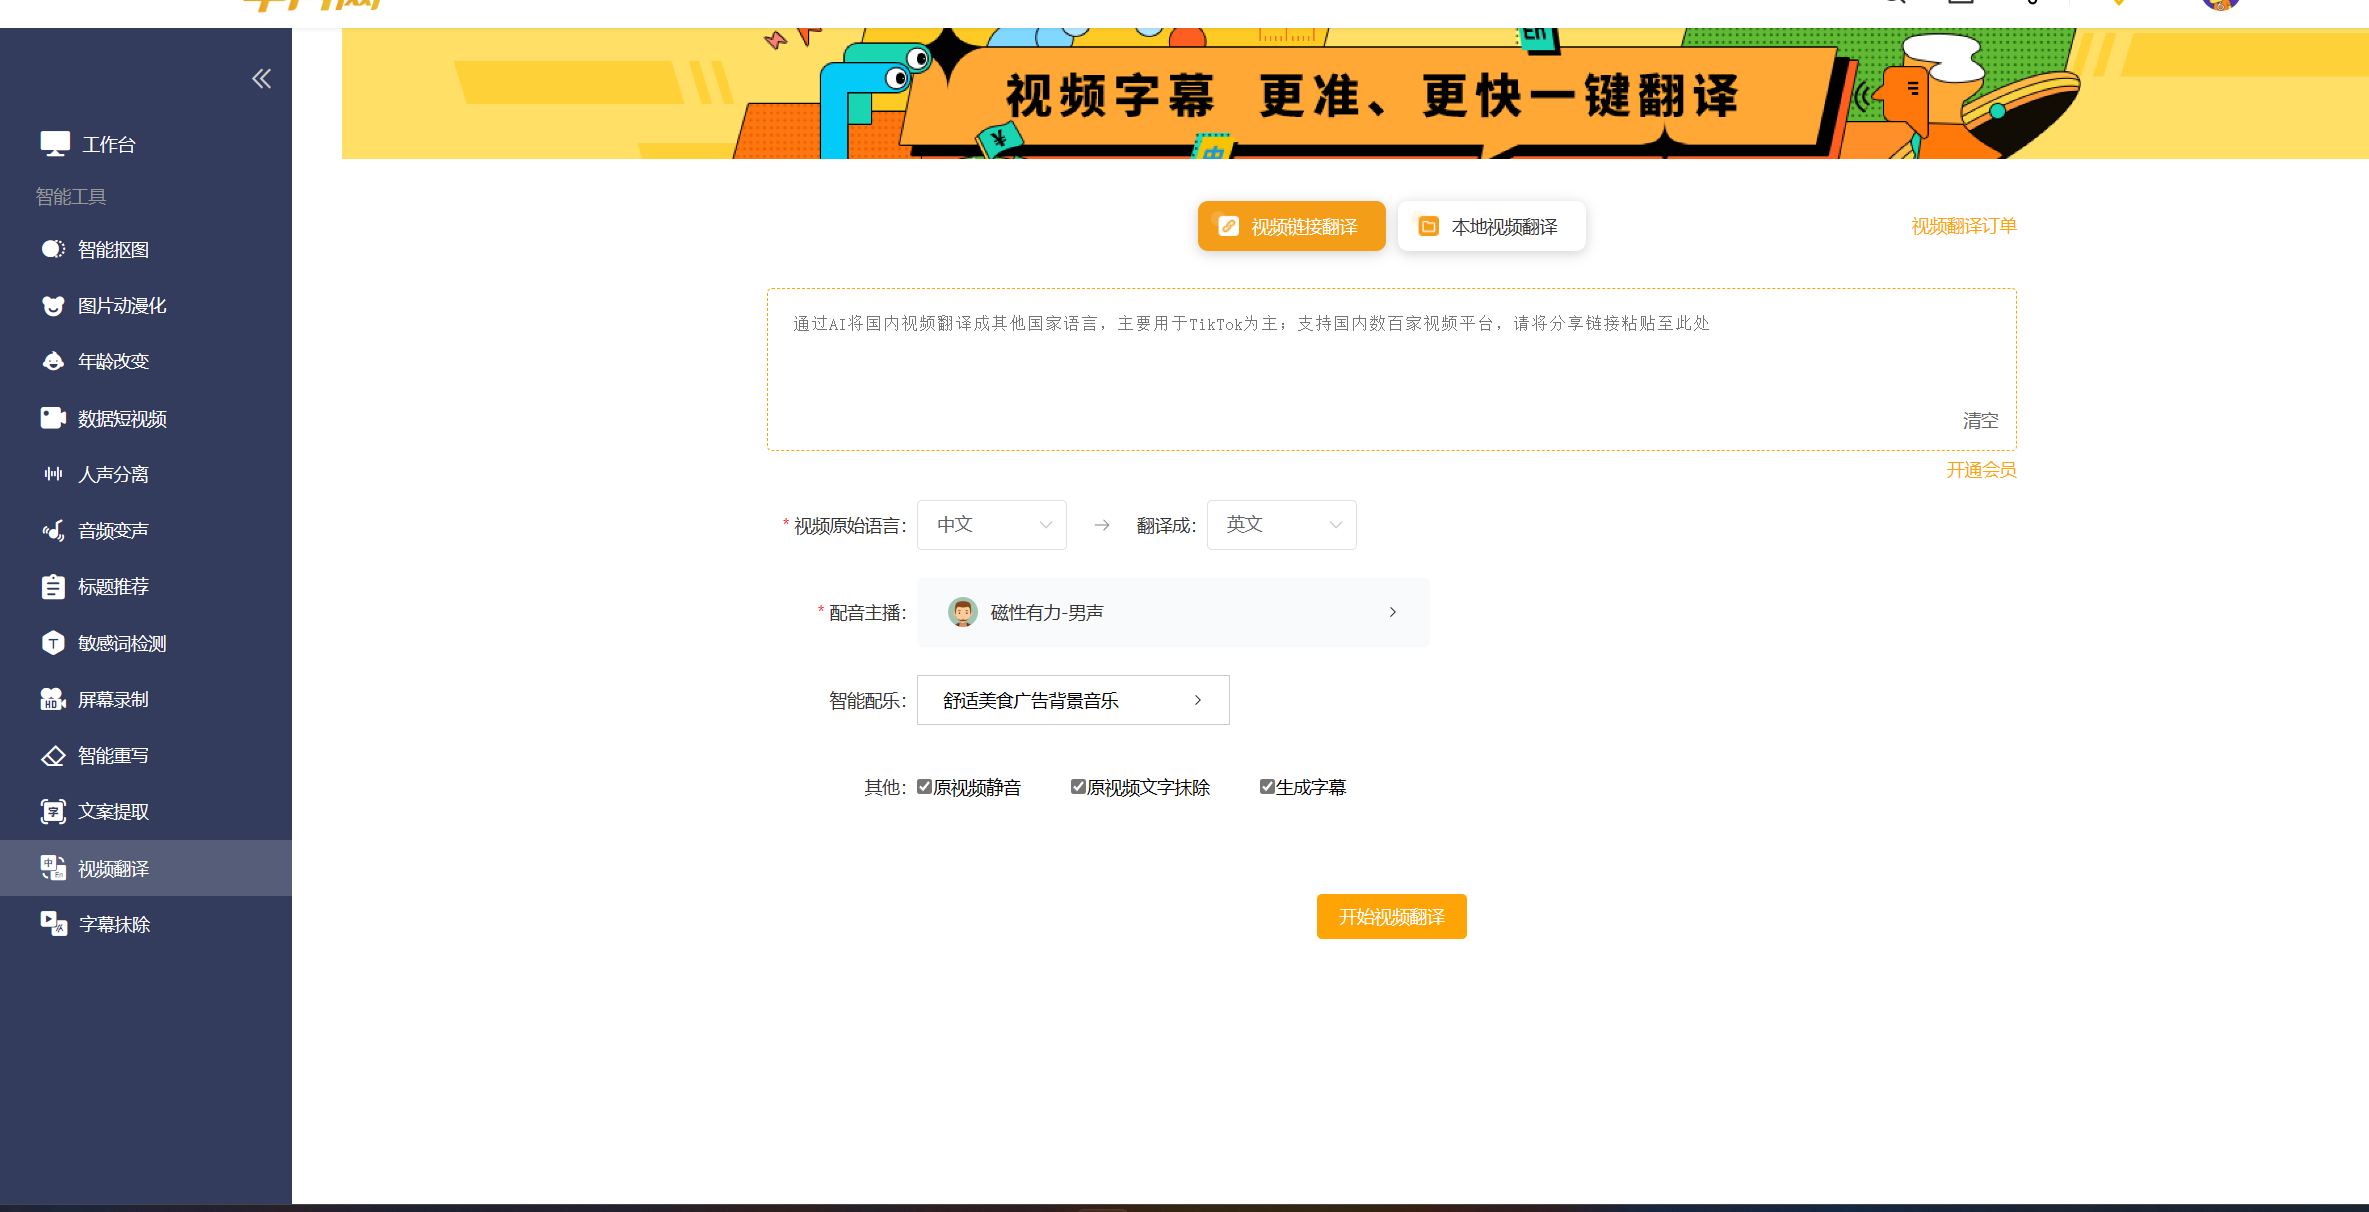 工作台
智能工具
智能抠图
图片动漫化
年龄改变
数据短视频
人声分离
音频变声
标题推荐
敏感词检测
屏幕录制
智能重写
文案提取
视频翻译
字幕抹除
视频字幕 更准、更快一键翻译
视频链接翻译 本地视频翻译 视频翻译订单
通过AI将国内视频翻译成其他国家语言，主要用于TikTok为主；支持国内数百家视频平台，请将分享链接粘贴至此处
清空
开通会员
* 视频原始语言： 中文 → 翻译成： 英文
* 配音主播： 磁性有力-男声
智能配乐： 舒适美食广告背景音乐
其他： 原视频静音 原视频文字抹除 生成字幕
开始视频翻译